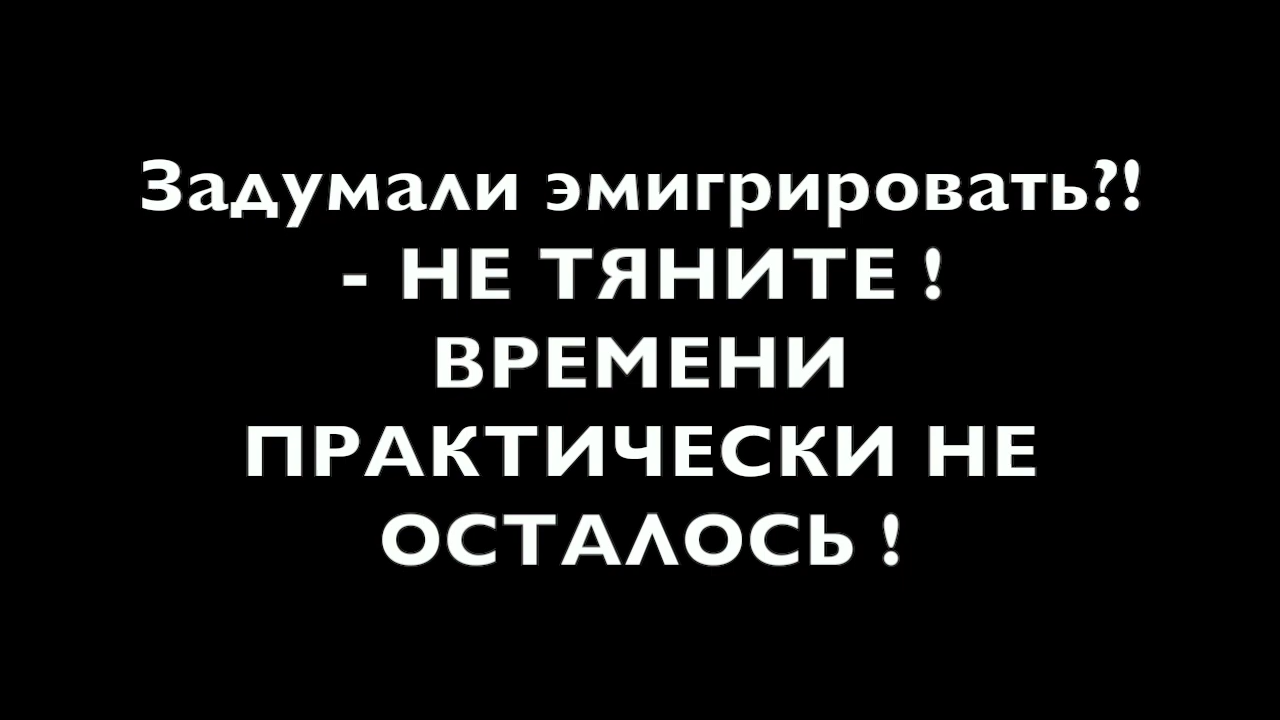 Задумали эмигрировать?!
- НЕ ТЯНИТЕ !
ВРЕМЕНИ
ПРАКТИЧЕСКИ НЕ
ОСТАЛОСЬ !